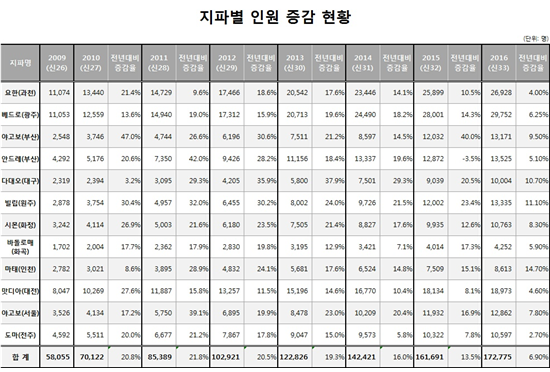 지파별 인원 증감 현황
(단위: 명)
지파명 2009 (신26) 2010 (신27) 전년대비 증감율 2011 (신28) 전년대비 증감율 2012 (신29) 전년대비 증감율 2013 (신30) 전년대비 증감율 2014 (신31) 전년대비 증감율 2015 (신32) 전년대비 증감율 2016 (신33) 전년대비 증감율
요한(과천) 11,074 13,440 21.4% 14,729 9.6% 17,466 18.6% 20,542 17.6% 23,446 14.1% 25,899 10.5% 26,928 4.00%
베드로(광주) 11,053 12,559 13.6% 14,940 19.0% 17,312 15.9% 20,713 19.6% 24,490 18.2% 28,001 14.3% 29,752 6.25%
야고보(부산) 2,548 3,746 47.0% 4,744 26.6% 6,196 30.6% 7,511 21.2% 8,597 14.5% 12,032 40.0% 13,171 9.50%
안드레(부산) 4,292 5,176 20.6% 7,350 42.0% 9,426 28.2% 11,156 18.4% 13,337 19.6% 12,872 -3.5% 13,525 5.10%
다대오(대구) 2,319 2,394 3.2% 3,095 29.3% 4,205 35.9% 5,800 37.9% 7,501 29.3% 9,039 20.5% 10,004 10.70%
빌립(원주) 2,878 3,754 30.4% 4,957 32.0% 6,455 30.2% 8,002 24.0% 9,726 21.5% 12,002 23.4% 13,335 11.10%
시몬(화정) 3,242 4,114 26.9% 5,003 21.6% 6,180 23.5% 7,505 21.4% 8,828 17.6% 9,935 12.6% 10,763 8.30%
바돌로매 (화곡) 1,702 2,004 17.7% 2,362 17.9% 2,830 19.8% 3,195 12.9% 3,421 7.1% 4,014 17.3% 4,252 5.90%
마태(인천) 2,782 3,021 8.6% 3,895 28.9% 4,832 24.1% 5,681 17.6% 6,524 14.8% 7,509 15.1% 8,613 14.70%
맛디아(대전) 8,047 10,269 27.6% 11,887 15.8% 13,257 11.5% 15,196 14.6% 16,770 10.4% 18,134 8.1% 18,973 4.60%
야고보(서울) 3,526 4,134 17.2% 5,750 39.1% 6,895 19.9% 8,478 23.0% 10,209 20.4% 11,932 16.9% 12,862 7.80%
도마(전주) 4,592 5,511 20.0% 6,677 21.2% 7,867 17.8% 9,047 15.0% 9,573 5.8% 10,322 7.8% 10,597 2.70%
합 계 58,055 70,122 20.8% 85,389 21.8% 102,921 20.5% 122,826 19.3% 142,421 16.0% 161,691 13.5% 172,775 6.90%